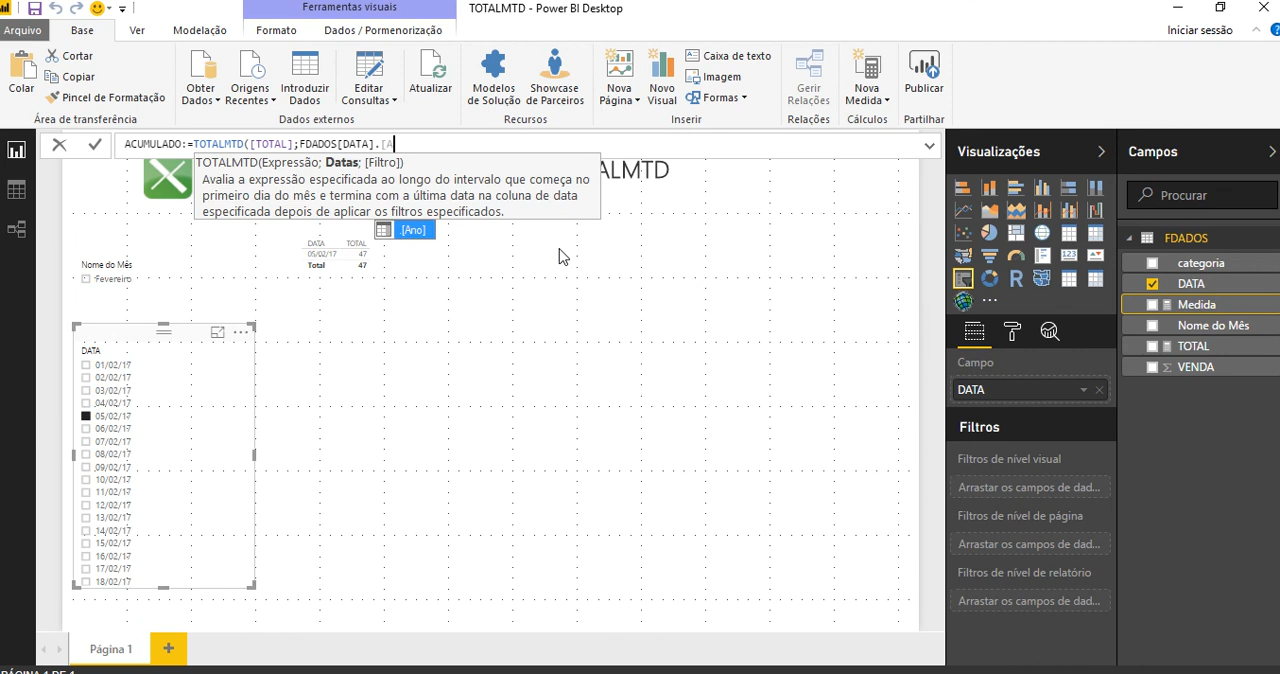 Ferramentas visuais
TOTALMTD - Power BI Desktop
Arquivo
Base
Ver
Modelação
Formato
Dados / Pormenorização
Iniciar sessão
Colar
Cortar
Copiar
Pincel de Formatação
Área de transferência
Obter Dados
Origens Recentes
Introduzir Dados
Editar Consultas
Atualizar
Dados externos
Modelos de Solução
Showcase de Parceiros
Recursos
Nova Página
Novo Visual
Caixa de texto
Imagem
Formas
Inserir
Gerir Relações
Relações
Nova Medida
Cálculos
Publicar
Partilhar
ACUMULADO:=TOTALMTD([TOTAL];FDADOS[DATA].[A
TOTALMTD(Expressão; Datas; [Filtro])
Avalia a expressão especificada ao longo do intervalo que começa no
primeiro dia do mês e termina com a última data na coluna de data
especificada depois de aplicar os filtros especificados.
.[Ano]
ALMTD
DATA TOTAL
05/02/17 47
Total 47
Nome do Mês
Fevereiro
DATA
01/02/17
02/02/17
03/02/17
04/02/17
05/02/17
06/02/17
07/02/17
08/02/17
09/02/17
10/02/17
11/02/17
12/02/17
13/02/17
14/02/17
15/02/17
16/02/17
17/02/17
18/02/17
Página 1
PÁGINA 1 DE 1
Visualizações
R
123
Campo
DATA
Filtros
Filtros de nível visual
Arrastar os campos de dad...
Filtros de nível de página
Arrastar os campos de dad...
Filtros de nível de relatório
Arrastar os campos de dad...
Campos
Procurar
FDADOS
categoria
DATA
Medida
Nome do Mês
TOTAL
VENDA